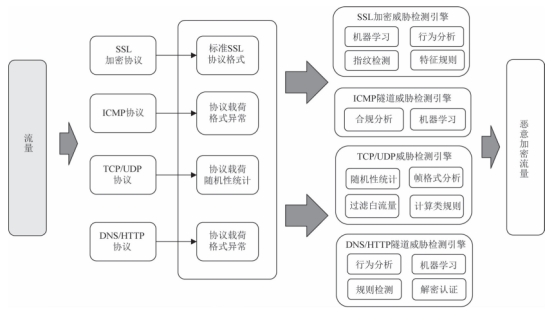 流量
SSL
加密协议
ICMP协议
TCP/UDP
协议
DNS/HTTP
协议
标准SSL
协议格式
协议载荷
格式异常
协议载荷
随机性统计
协议载荷
格式异常
SSL加密威胁检测引擎
机器学习
行为分析
指纹检测
特征规则
ICMP隧道威胁检测引擎
合规分析
机器学习
TCP/UDP威胁检测引擎
随机性统计
帧格式分析
过滤白流量
计算类规则
DNS/HTTP隧道威胁检测引擎
行为分析
机器学习
规则检测
解密认证
恶意加密流量